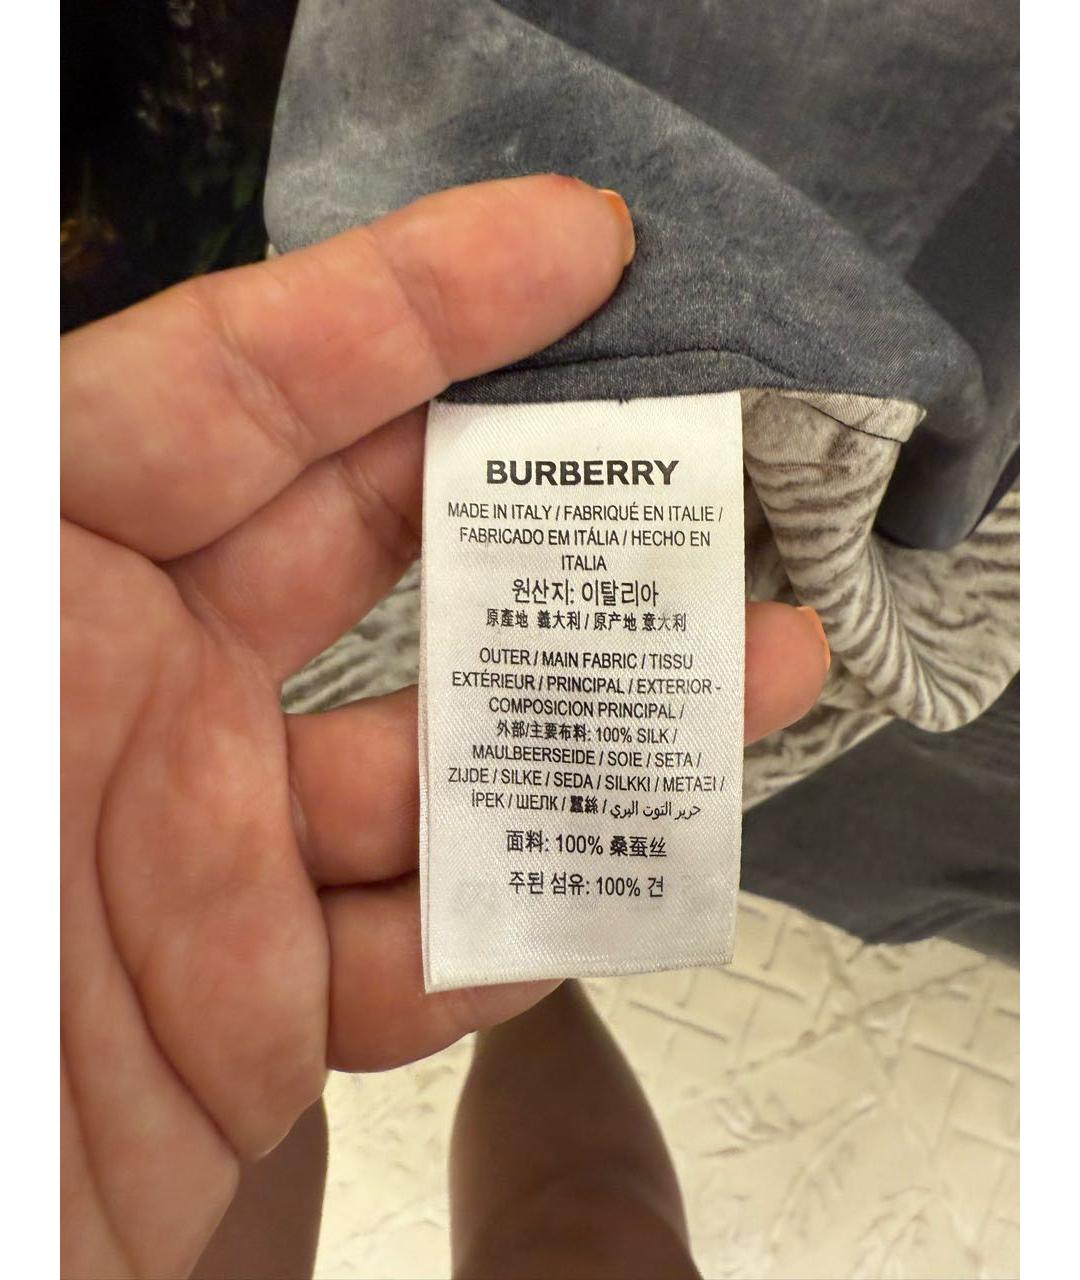 BURBERRY
MADE IN ITALY / FABRIQUÉ EN ITALIE /
FABRICADO EM ITÁLIA / HECHO EN
ITALIA
원산지: 이탈리아
原產地 義大利 / 原产地 意大利
OUTER / MAIN FABRIC / TISSU
EXTÉRIEUR / PRINCIPAL / EXTERIOR -
COMPOSICION PRINCIPAL /
外部/主要布料: 100% SILK /
MAULBEERSEIDE / SOIE / SETA /
ZIJDE / SILKE / SEDA / SILKKI / ΜΕΤΑΞΙ /
İPEK / ШЕЛК / 蠶絲 / حرير التوت البري
面料: 100% 桑蚕丝
주된 섬유: 100% 견